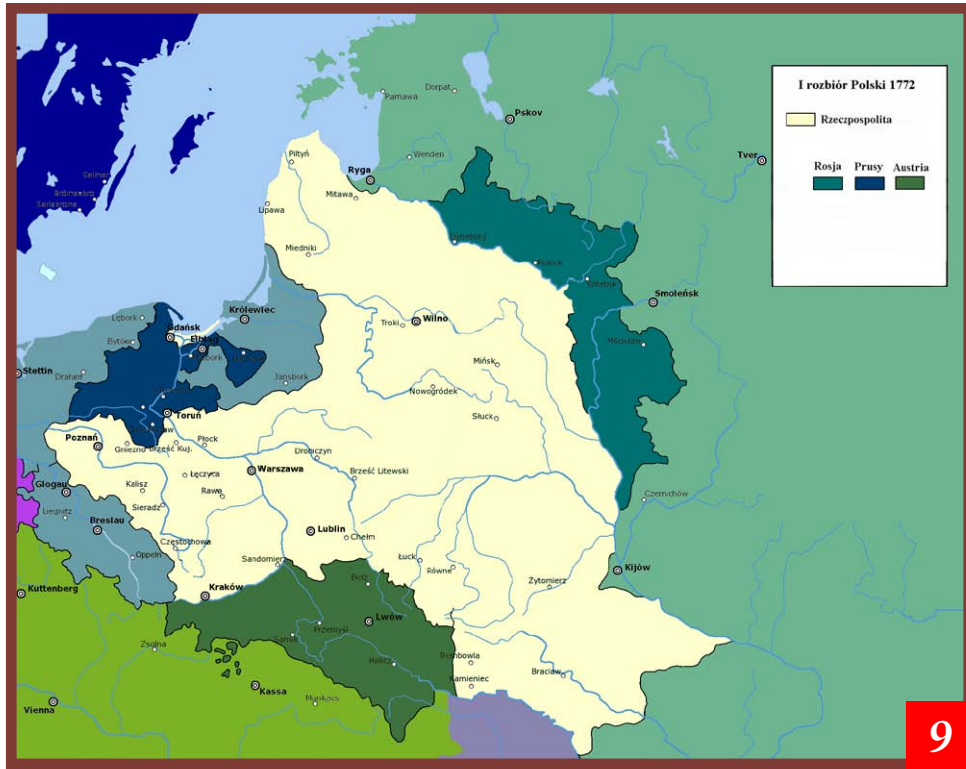 I rozbiór Polski 1772
Rzeczpospolita
Rosja Prusy Austria
Parnawa
Dorpat
Pskov
Tver
Piltyń
Wenden
Ryga
Mitawa
Lipawa
Miedniki
Dyneburg
Połock
Witebsk
Smoleńsk
Mścisław
Kalmar
Lębork
Gdańsk
Królewiec
Bytów
Elbląg
Troki
Wilno
Mińsk
Stettin
Drahim
Jansbork
Nowogródek
Słuck
Toruń
Poznań
Gniezno
Brześć Kuj.
Płock
Drohiczyn
Warszawa
Brześć Litewski
Łęczyca
Kalisz
Rawa
Glogau
Liegnitz
Sieradz
Czernichów
Breslau
Lublin
Chełm
Częstochowa
Oppeln
Sandomierz
Łuck
Równe
Kijów
Żytomierz
Kraków
Bełz
Kuttenberg
Lwów
Przemyśl
Sanok
Zsolna
Halicz
Trembowla
Kamieniec
Bracław
Kassa
Munkacs
Vienna
9